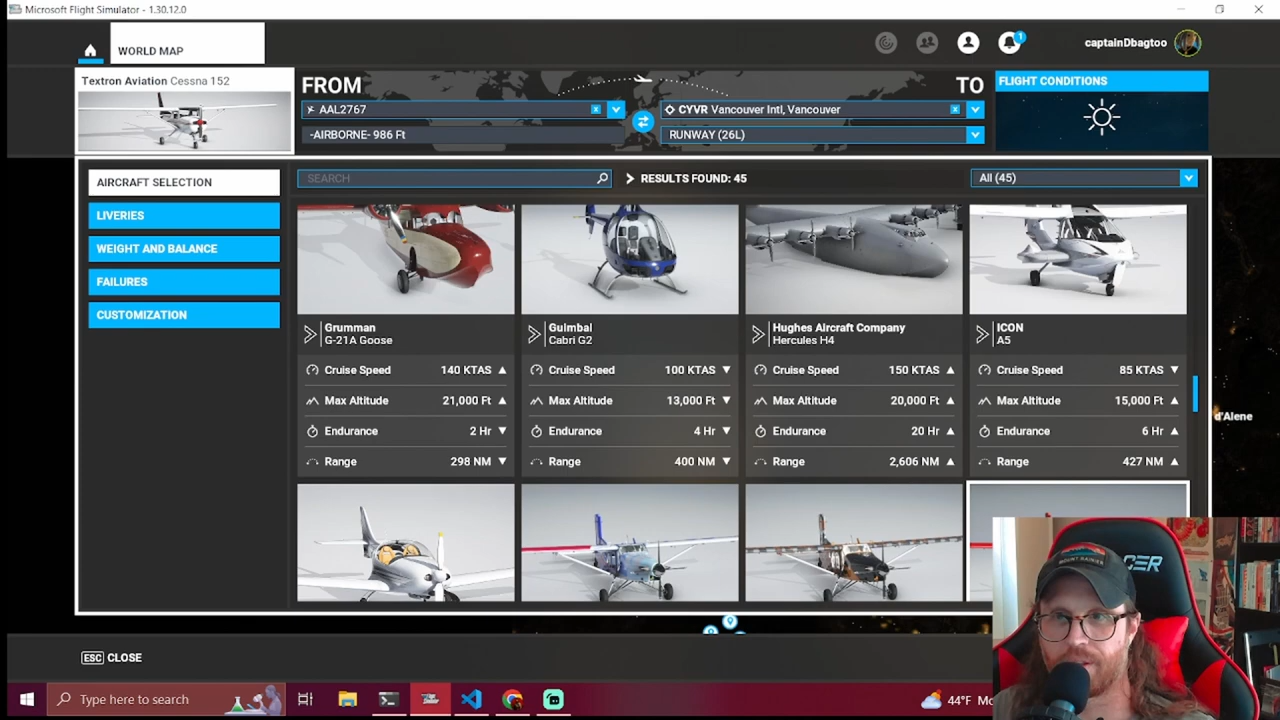 Microsoft Flight Simulator - 1.30.12.0
WORLD MAP
1
captainDbagtoo
Textron Aviation Cessna 152
FROM
TO
FLIGHT CONDITIONS
AAL2767
CYVR Vancouver Intl, Vancouver
-AIRBORNE- 986 Ft
RUNWAY (26L)
AIRCRAFT SELECTION
LIVERIES
WEIGHT AND BALANCE
FAILURES
CUSTOMIZATION
SEARCH
RESULTS FOUND: 45
All (45)
Grumman
G-21A Goose
Cruise Speed 140 KTAS
Max Altitude 21,000 Ft
Endurance 2 Hr
Range 298 NM
Guimbal
Cabri G2
Cruise Speed 100 KTAS
Max Altitude 13,000 Ft
Endurance 4 Hr
Range 400 NM
Hughes Aircraft Company
Hercules H4
Cruise Speed 150 KTAS
Max Altitude 20,000 Ft
Endurance 20 Hr
Range 2,606 NM
ICON
A5
Cruise Speed 85 KTAS
Max Altitude 15,000 Ft
Endurance 6 Hr
Range 427 NM
d'Alene
ESC CLOSE
Type here to search
44°F Mo
CER
MOUNT RAINIER